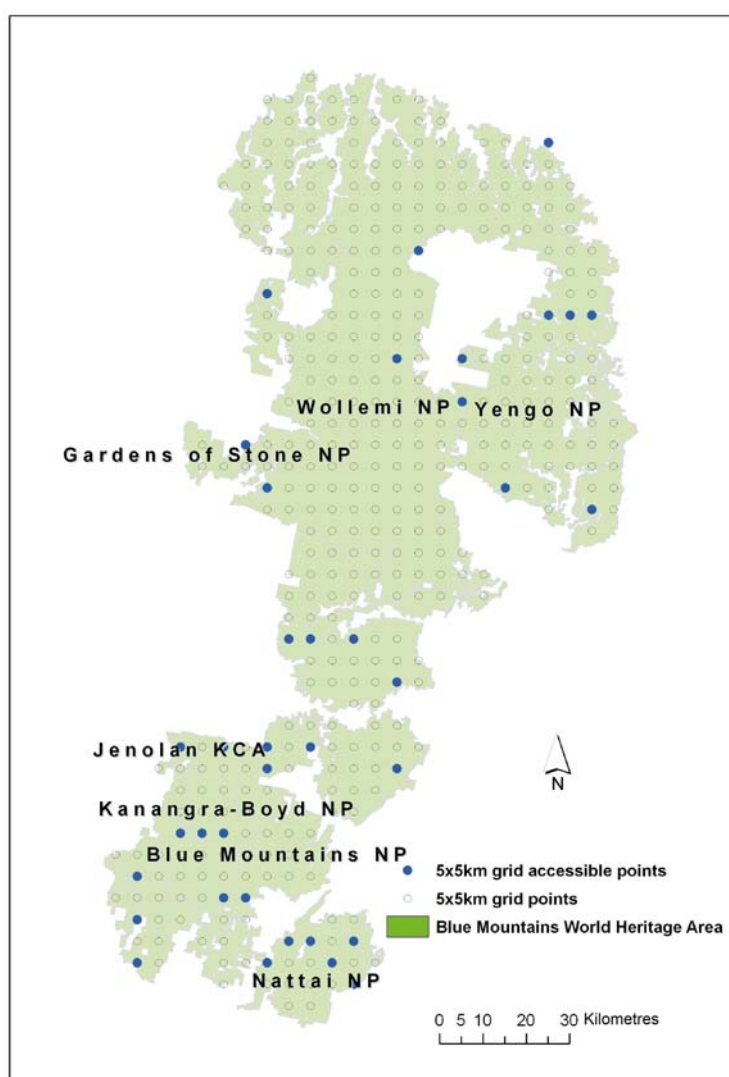 Wollemi NP Yengo NP
Gardens of Stone NP
Jenolan KCA
N
Kanangra-Boyd NP
Blue Mountains NP
5x5km grid accessible points
5x5km grid points
Blue Mountains World Heritage Area
Nattai NP
0 5 10 20 30 Kilometres